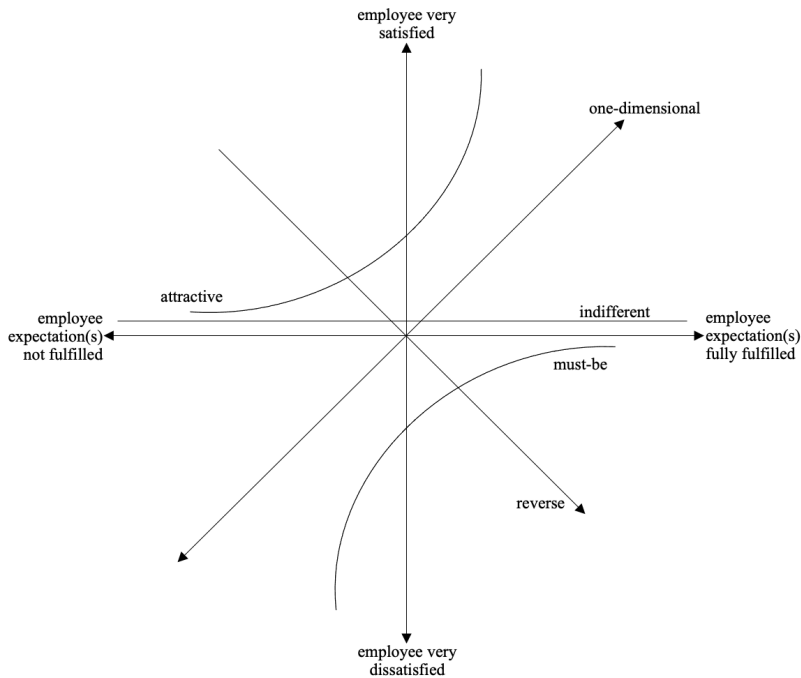 employee very
satisfied
one-dimensional
attractive
indifferent
employee
expectation(s)
not fulfilled
employee
expectation(s)
fully fulfilled
must-be
reverse
employee very
dissatisfied